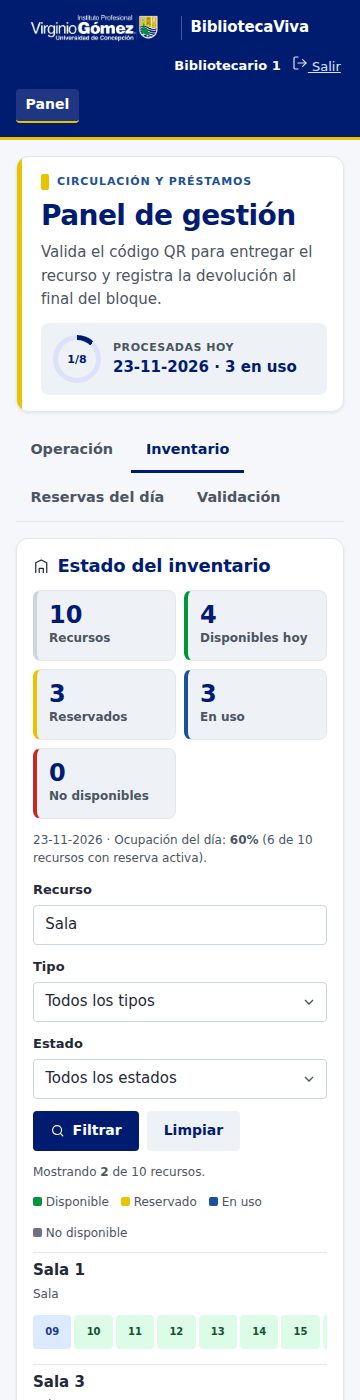 Instituto Profesional
VirginioGómez
Universidad de Concepción
BibliotecaViva
Bibliotecario 1
Salir
Panel
CIRCULACIÓN Y PRÉSTAMOS
Panel de gestión
Valida el código QR para entregar el
recurso y registra la devolución al
final del bloque.
1/8
PROCESADAS HOY
23-11-2026 · 3 en uso
Operación
Inventario
Reservas del día
Validación
Estado del inventario
10
Recursos
4
Disponibles hoy
3
Reservados
3
En uso
0
No disponibles
23-11-2026 · Ocupación del día: 60% (6 de 10
recursos con reserva activa).
Recurso
Sala
Tipo
Todos los tipos
Estado
Todos los estados
Filtrar
Limpiar
Mostrando 2 de 10 recursos.
Disponible
Reservado
En uso
No disponible
Sala 1
Sala
09 10 11 12 13 14 15
Sala 3